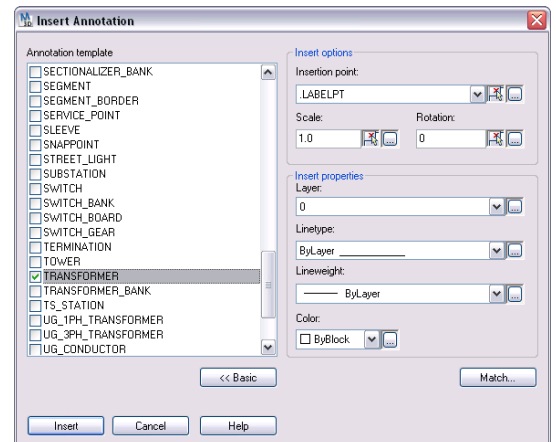 Insert Annotation
Annotation template
SECTIONALIZER_BANK
SEGMENT
SEGMENT_BORDER
SERVICE_POINT
SLEEVE
SNAPPOINT
STREET_LIGHT
SUBSTATION
SWITCH
SWITCH_BANK
SWITCH_BOARD
SWITCH_GEAR
TERMINATION
TOWER
TRANSFORMER
TRANSFORMER_BANK
TS_STATION
UG_1PH_TRANSFORMER
UG_3PH_TRANSFORMER
UG_CONDUCTOR
<< Basic
Insert options
Insertion point:
.LABELPT
...
Scale: Rotation:
1.0 ... 0 ...
Insert properties
Layer:
0 ...
Linetype:
ByLayer ...
Lineweight:
ByLayer ...
Color:
ByBlock ...
Match...
Insert Cancel Help